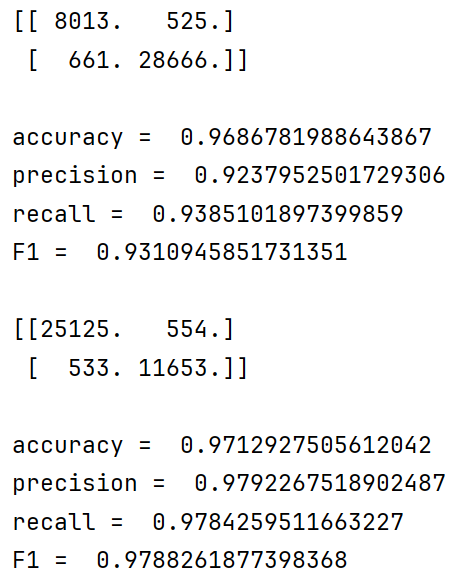 [[ 8013.   525.]
 [  661. 28666.]]
accuracy =  0.9686781988643867
precision =  0.9237952501729306
recall =  0.9385101897399859
F1 =  0.9310945851731351
[[25125.   554.]
 [  533. 11653.]]
accuracy =  0.9712927505612042
precision =  0.9792267518902487
recall =  0.9784259511663227
F1 =  0.9788261877398368